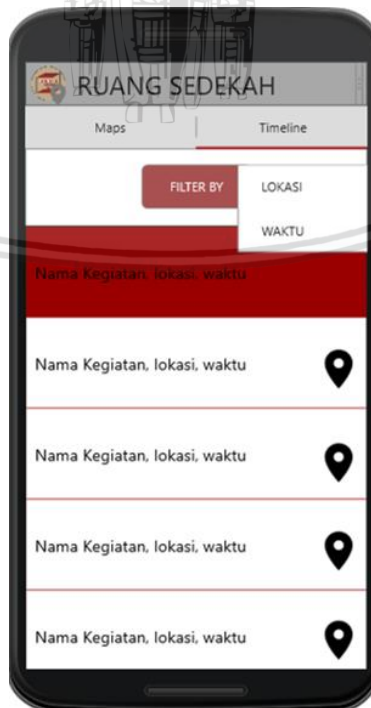 RUANG SEDEKAH
Maps
Timeline
FILTER BY
LOKASI
WAKTU
Nama Kegiatan, lokasi, waktu
Nama Kegiatan, lokasi, waktu
Nama Kegiatan, lokasi, waktu
Nama Kegiatan, lokasi, waktu
Nama Kegiatan, lokasi, waktu